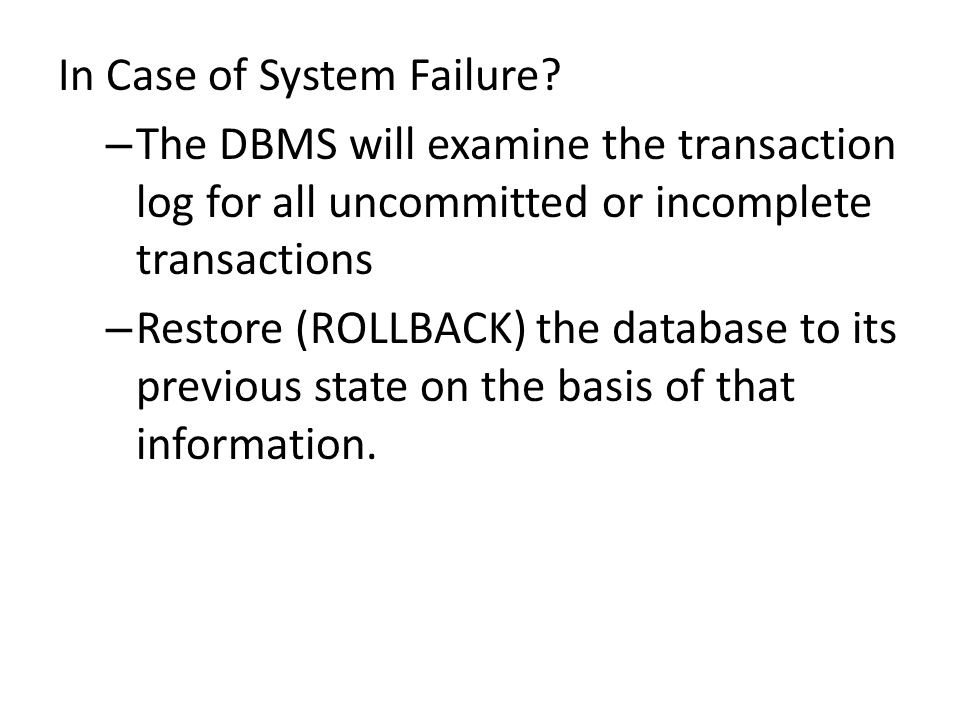 In Case of System Failure?
–The DBMS will examine the transaction
log for all uncommitted or incomplete
transactions
–Restore (ROLLBACK) the database to its
previous state on the basis of that
information.